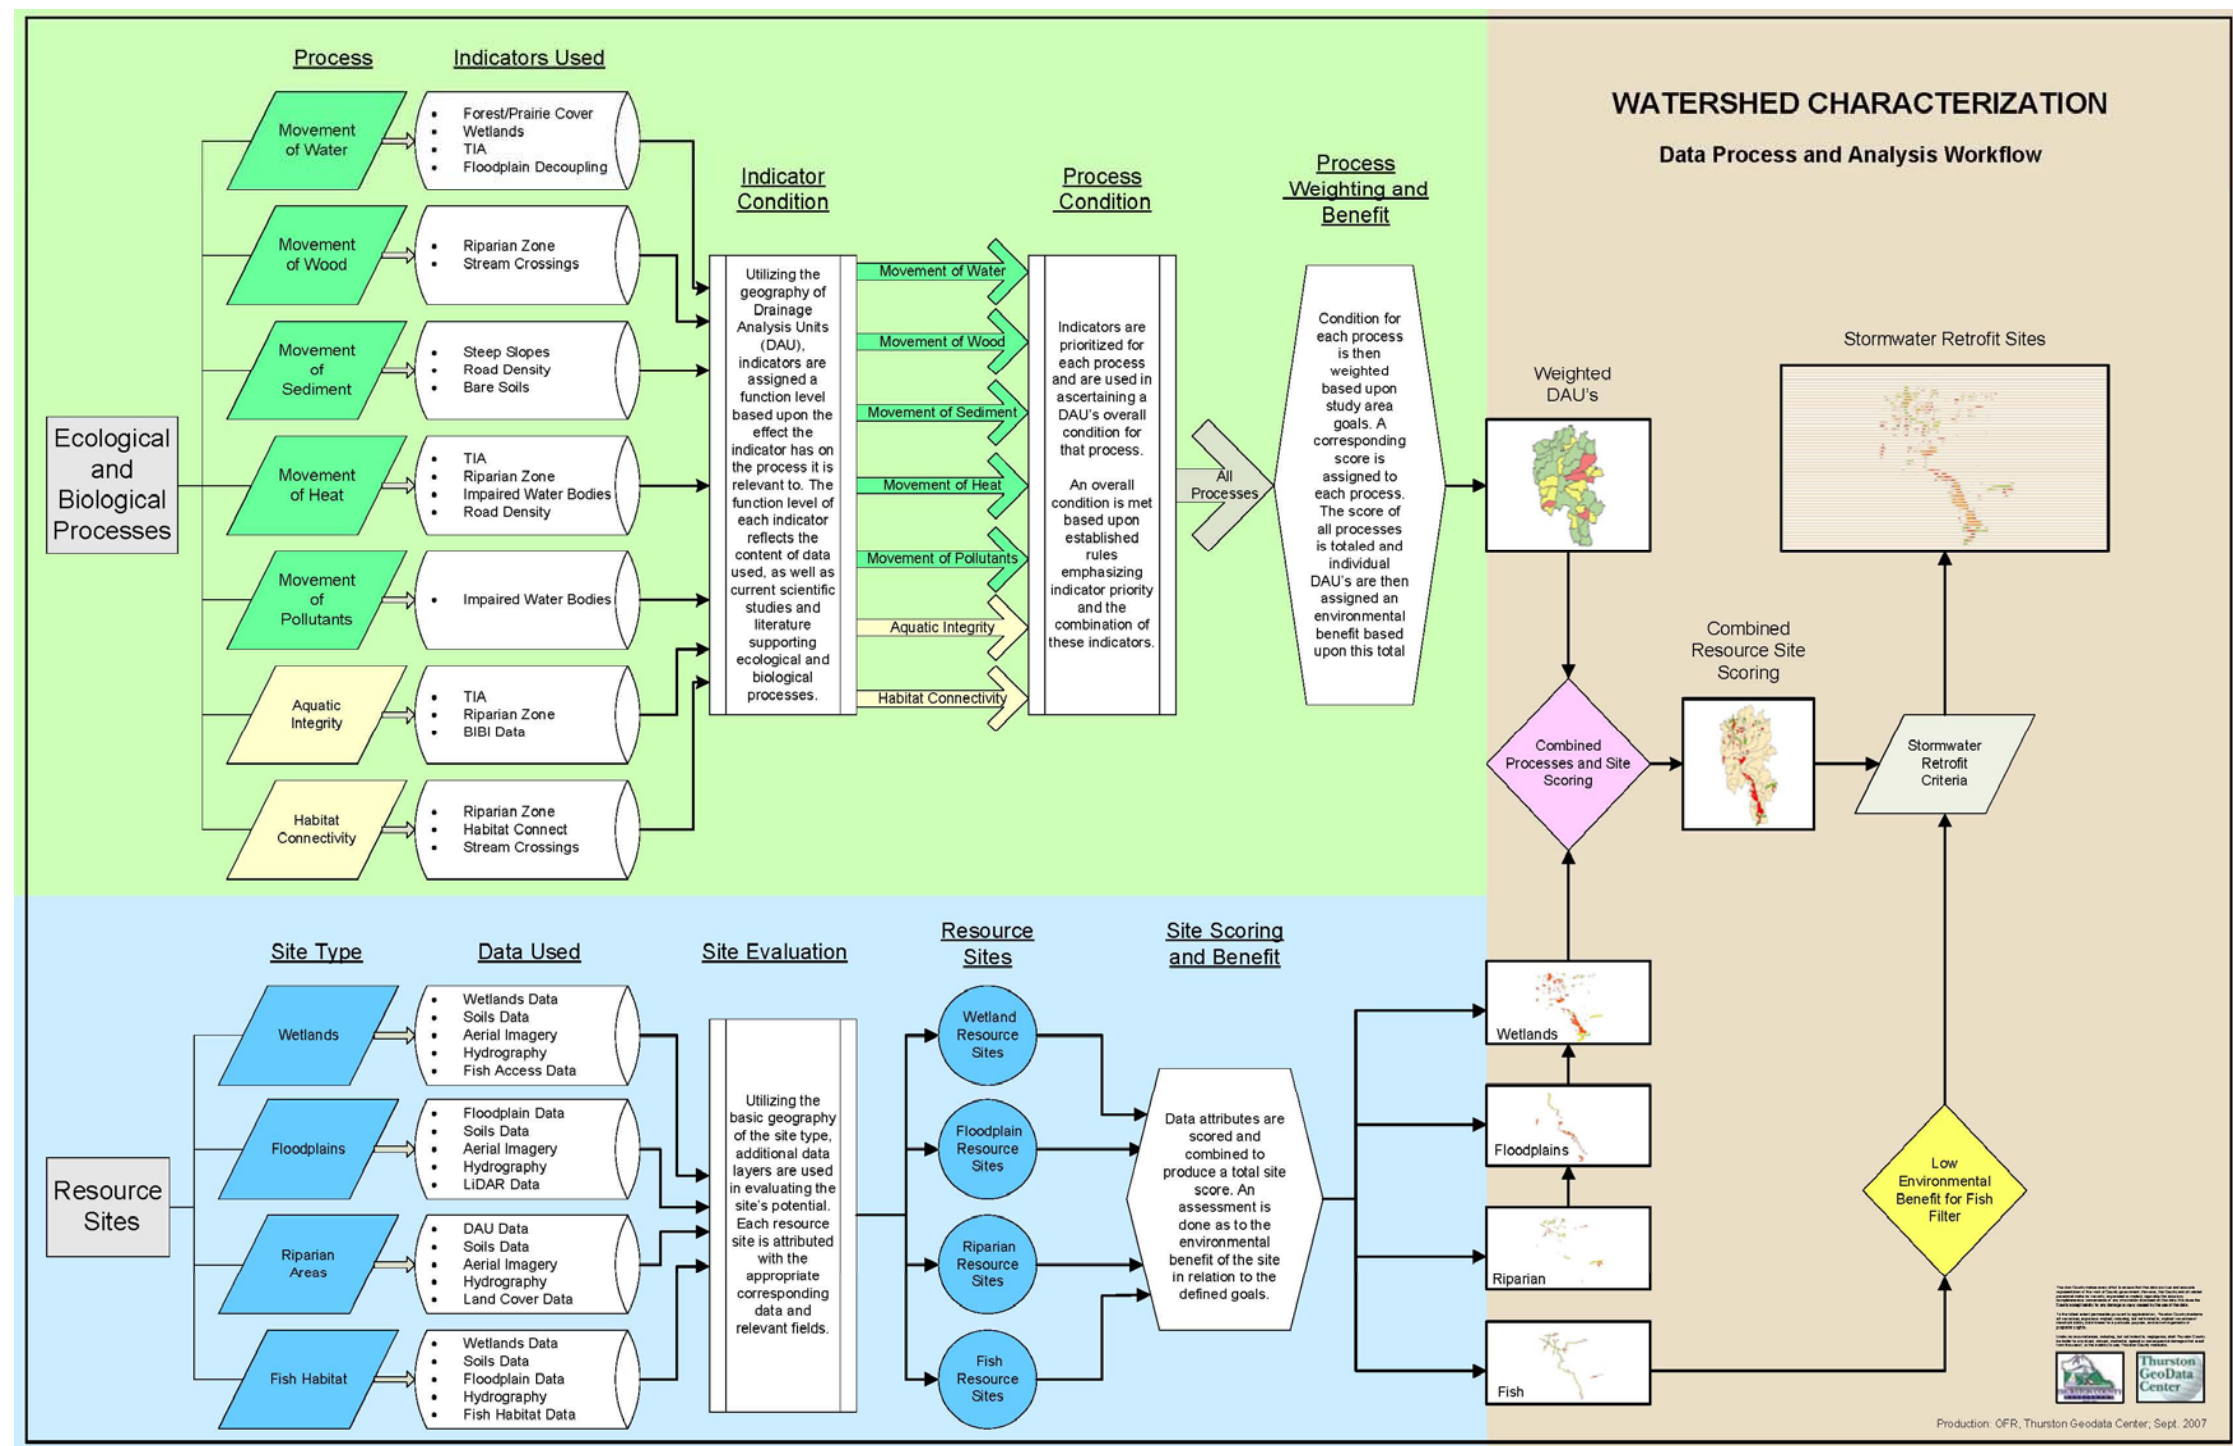 WATERSHED CHARACTERIZATION
Data Process and Analysis Workflow
Process
Indicators Used
Ecological
and
Biological
Processes
Movement
of Water
• Forest/Prairie Cover
• Wetlands
• TIA
• Floodplain Decoupling
Movement
of Wood
• Riparian Zone
• Stream Crossings
Movement
of
Sediment
• Steep Slopes
• Road Density
• Bare Soils
Movement
of Heat
• TIA
• Riparian Zone
• Impaired Water Bodies
• Road Density
Movement
of
Pollutants
• Impaired Water Bodies
Aquatic
Integrity
• TIA
• Riparian Zone
• BIBI Data
Habitat
Connectivity
• Riparian Zone
• Habitat Connect
• Stream Crossings
Indicator
Condition
Utilizing the
geography of
Drainage
Analysis Units
(DAU),
indicators are
assigned a
function level
based upon the
effect the
indicator has on
the process it is
relevant to. The
function level of
each indicator
reflects the
content of data
used, as well as
current scientific
studies and
literature
supporting
ecological and
biological
processes.
Movement of Water
Movement of Wood
Movement of Sediment
Movement of Heat
Movement of Pollutants
Aquatic Integrity
Habitat Connectivity
Process
Condition
Indicators are
prioritized for
each process
and are used in
ascertaining a
DAU's overall
condition for
that process.
An overall
condition is met
based upon
established
rules
emphasizing
indicator priority
and the
combination of
these indicators.
All
Processes
Process
Weighting and
Benefit
Condition for
each process
is then
weighted
based upon
study area
goals. A
corresponding
score is
assigned to
each process.
The score of
all processes
is totaled and
individual
DAU's are then
assigned an
environmental
benefit based
upon this total
Weighted
DAU's
Stormwater Retrofit Sites
Combined
Resource Site
Scoring
Combined
Processes and Site
Scoring
Stormwater
Retrofit
Criteria
Site Type
Data Used
Resource
Sites
Wetlands
• Wetlands Data
• Soils Data
• Aerial Imagery
• Hydrography
• Fish Access Data
Floodplains
• Floodplain Data
• Soils Data
• Aerial Imagery
• Hydrography
• LiDAR Data
Riparian
Areas
• DAU Data
• Soils Data
• Aerial Imagery
• Hydrography
• Land Cover Data
Fish Habitat
• Wetlands Data
• Soils Data
• Floodplain Data
• Hydrography
• Fish Habitat Data
Site Evaluation
Utilizing the
basic geography
of the site type,
additional data
layers are used
in evaluating the
site's potential.
Each resource
site is attributed
with the
appropriate
corresponding
data and
relevant fields.
Resource
Sites
Wetland
Resource
Sites
Floodplain
Resource
Sites
Riparian
Resource
Sites
Fish
Resource
Sites
Site Scoring
and Benefit
Data attributes are
scored and
combined to
produce a total site
score. An
assessment is
done as to the
environmental
benefit of the site
in relation to the
defined goals.
Wetlands
Floodplains
Riparian
Fish
Low
Environmental
Benefit for Fish
Filter
Thurston
GeoData
Center
Production: OFR, Thurston Geodata Center; Sept. 2007